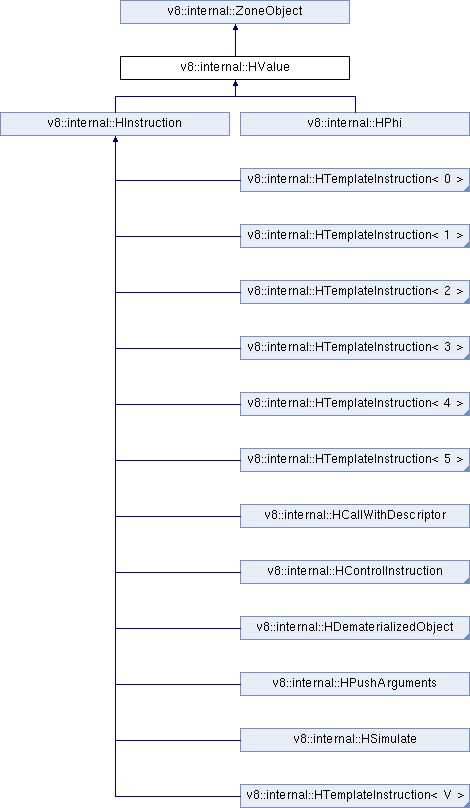 v8::internal::ZoneObject
v8::internal::HValue
v8::internal::HInstruction
v8::internal::HPhi
v8::internal::HTemplateInstruction< 0 >
v8::internal::HTemplateInstruction< 1 >
v8::internal::HTemplateInstruction< 2 >
v8::internal::HTemplateInstruction< 3 >
v8::internal::HTemplateInstruction< 4 >
v8::internal::HTemplateInstruction< 5 >
v8::internal::HCallWithDescriptor
v8::internal::HControlInstruction
v8::internal::HDematerializedObject
v8::internal::HPushArguments
v8::internal::HSimulate
v8::internal::HTemplateInstruction< V >